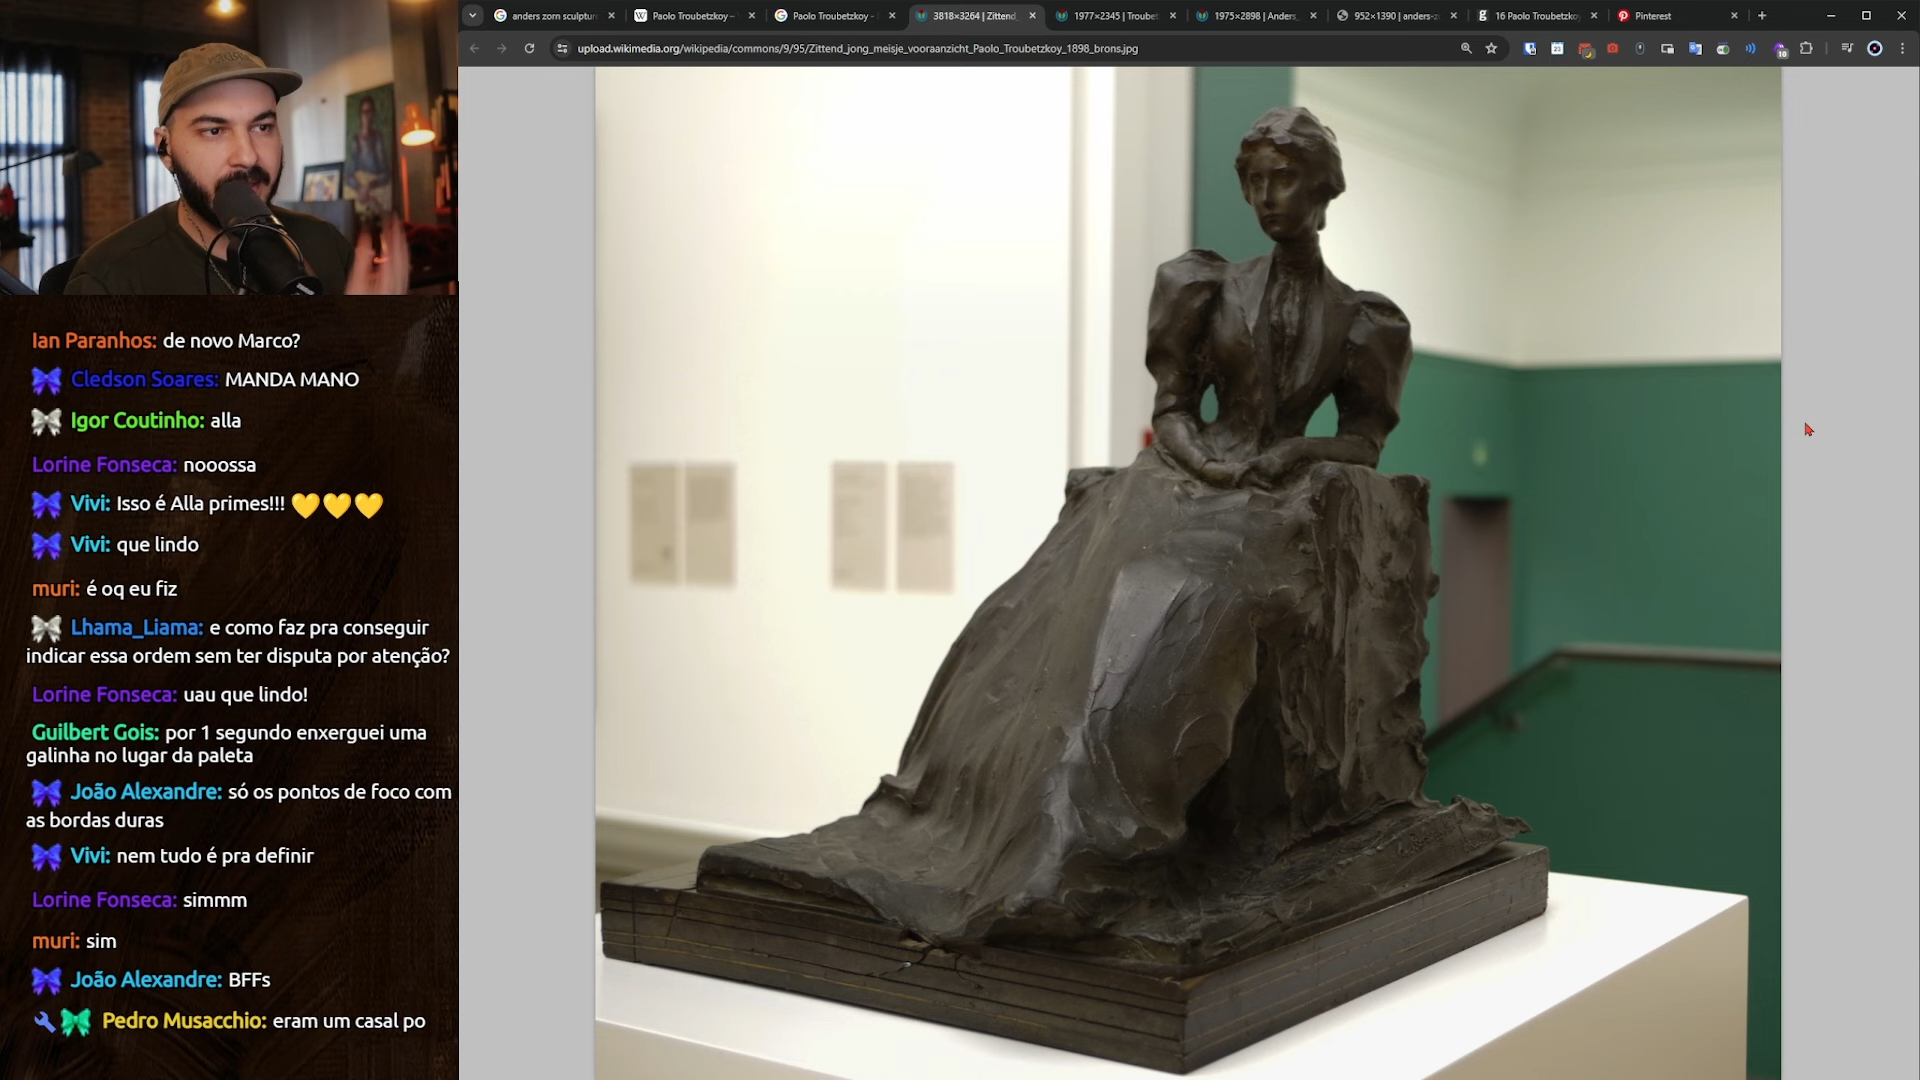 anders zorn sculptur
Paolo Troubetzkoy –
Paolo Troubetzkoy -
3818×3264 | Zittend_
1977×2345 | Troubet
1975×2898 | Anders_
952×1390 | anders-z
16 Paolo Troubetzko
Pinterest
upload.wikimedia.org/wikipedia/commons/9/95/Zittend_jong_meisje_vooraanzicht_Paolo_Troubetzkoy_1898_brons.jpg
Ian Paranhos: de novo Marco?
Cledson Soares: MANDA MANO
Igor Coutinho: alla
Lorine Fonseca: nooossa
Vivi: Isso é Alla primes!!! 💛💛💛
Vivi: que lindo
muri: é oq eu fiz
Lhama_Liama: e como faz pra conseguir
indicar essa ordem sem ter disputa por atenção?
Lorine Fonseca: uau que lindo!
Guilbert Gois: por 1 segundo enxerguei uma
galinha no lugar da paleta
João Alexandre: só os pontos de foco com
as bordas duras
Vivi: nem tudo é pra definir
Lorine Fonseca: simmm
muri: sim
João Alexandre: BFFs
Pedro Musacchio: eram um casal po